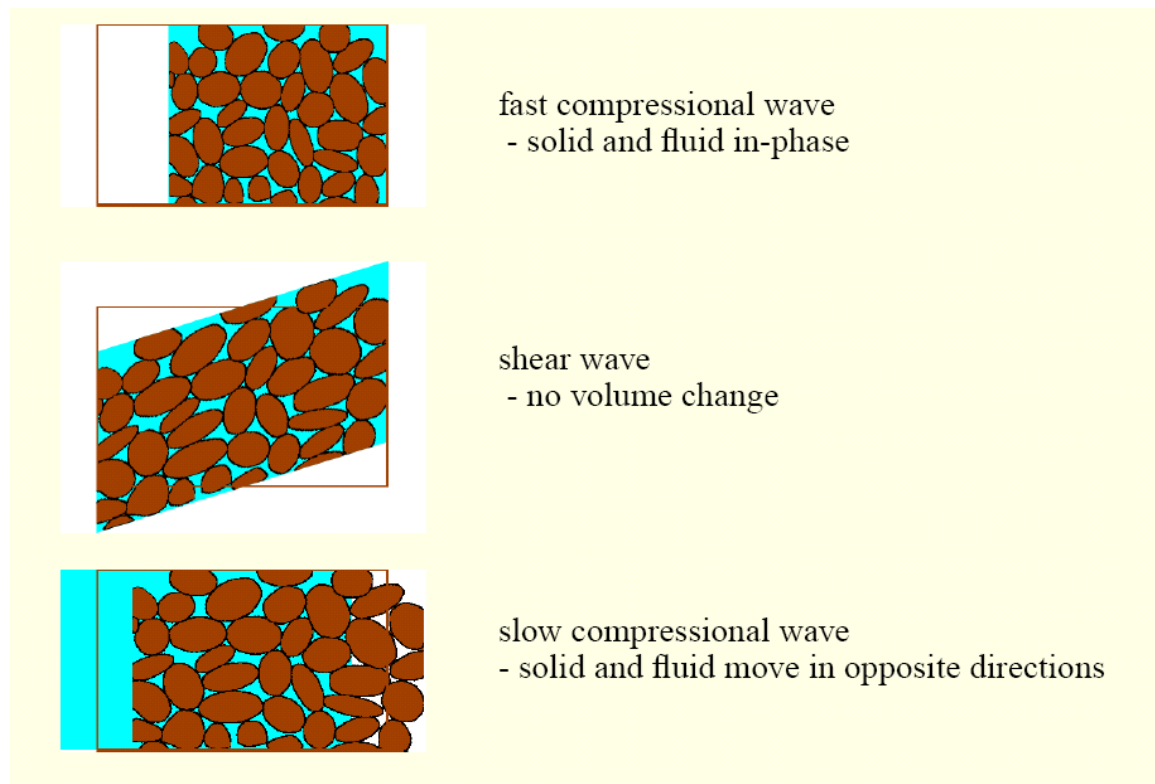 fast compressional wave
- solid and fluid in-phase
shear wave
- no volume change
slow compressional wave
- solid and fluid move in opposite directions